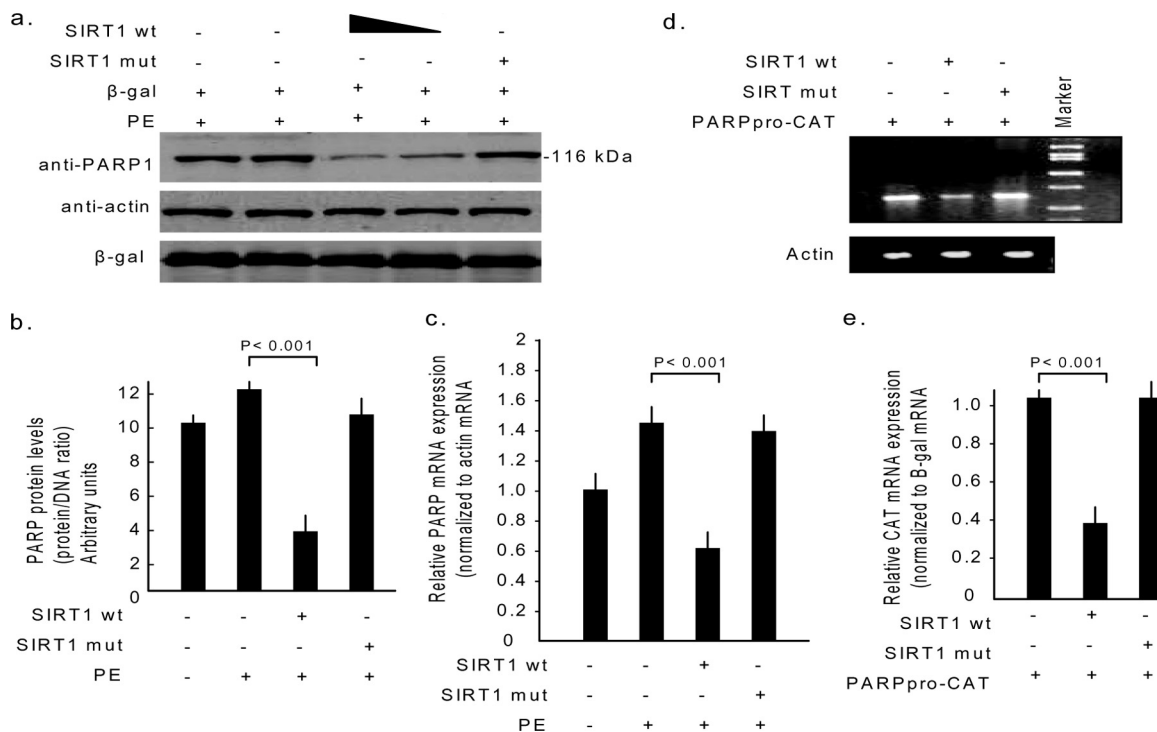 a.
SIRT1 wt - - -
SIRT1 mut - - - - +
β-gal + + + + +
PE + + + + +
anti-PARP1 -116 kDa
anti-actin
β-gal
d.
SIRT1 wt - + -
SIRT mut - - +
PARPpro-CAT + + +
Marker
Actin
b.
P< 0.001
PARP protein levels
(protein/DNA ratio)
Arbitrary units
12
10
8
6
4
2
0
SIRT1 wt - - + -
SIRT1 mut - - - +
PE - + + +
c.
P< 0.001
Relative PARP mRNA expression
(normalized to actin mRNA
2
1.8
1.6
1.4
1.2
1.0
0.8
0.6
0.4
0.2
0
SIRT1 wt - - + -
SIRT1 mut - - - +
PE - + + +
e.
P< 0.001
Relative CAT mRNA expression
(normalized to B-gal mRNA
1.0
0.8
0.6
0.4
0.2
0
SIRT1 wt - + -
SIRT1 mut - - +
PARPpro-CAT + + +